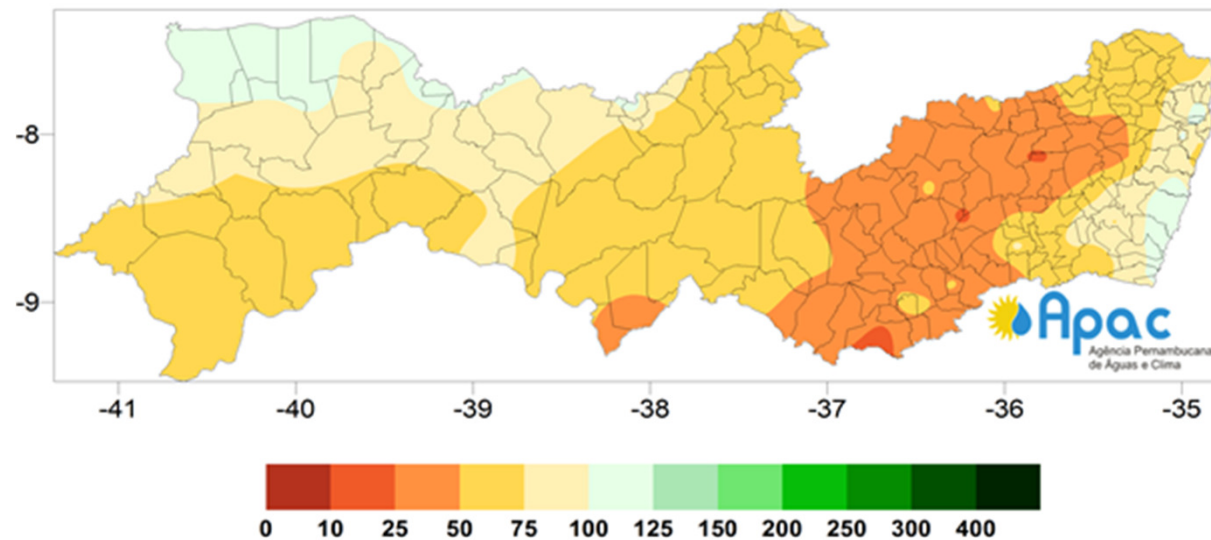 -8
-9
Apac
Agência Pernambucana
de Águas e Clima
-41 -40 -39 -38 -37 -36 -35
0 10 25 50 75 100 125 150 200 250 300 400